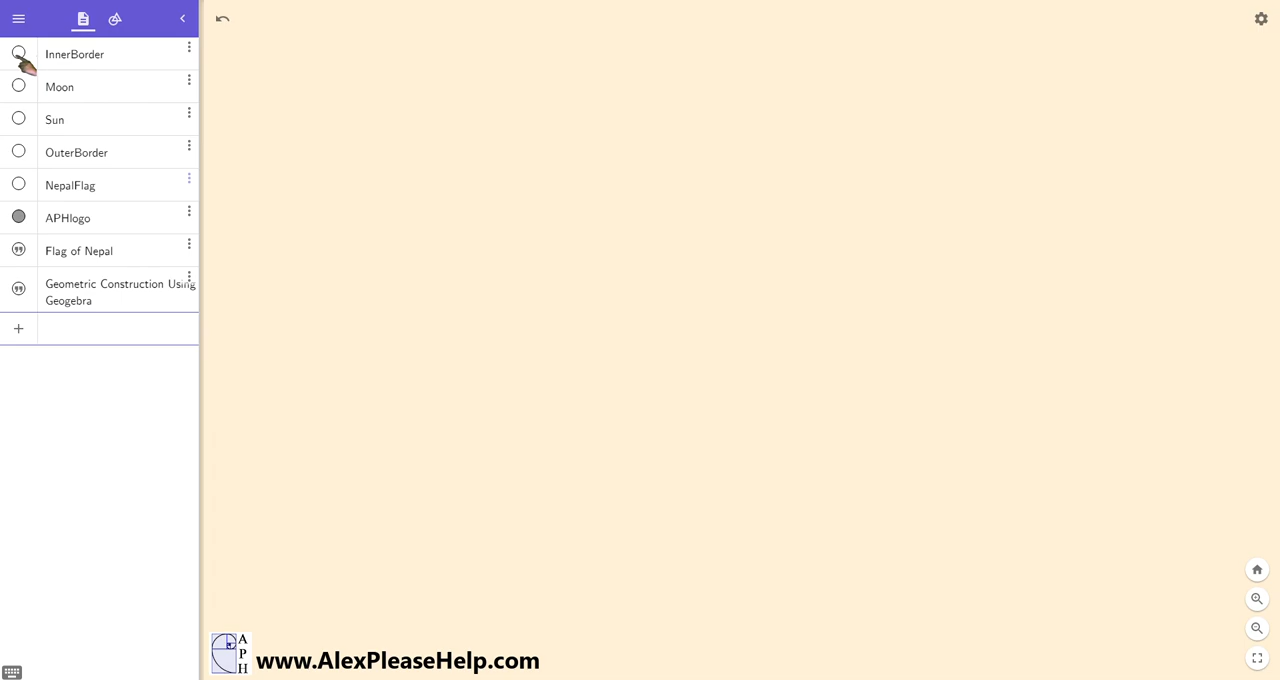 InnerBorder
Moon
Sun
OuterBorder
NepalFlag
APHlogo
Flag of Nepal
Geometric Construction Using
Geogebra
A
P
H
www.AlexPleaseHelp.com